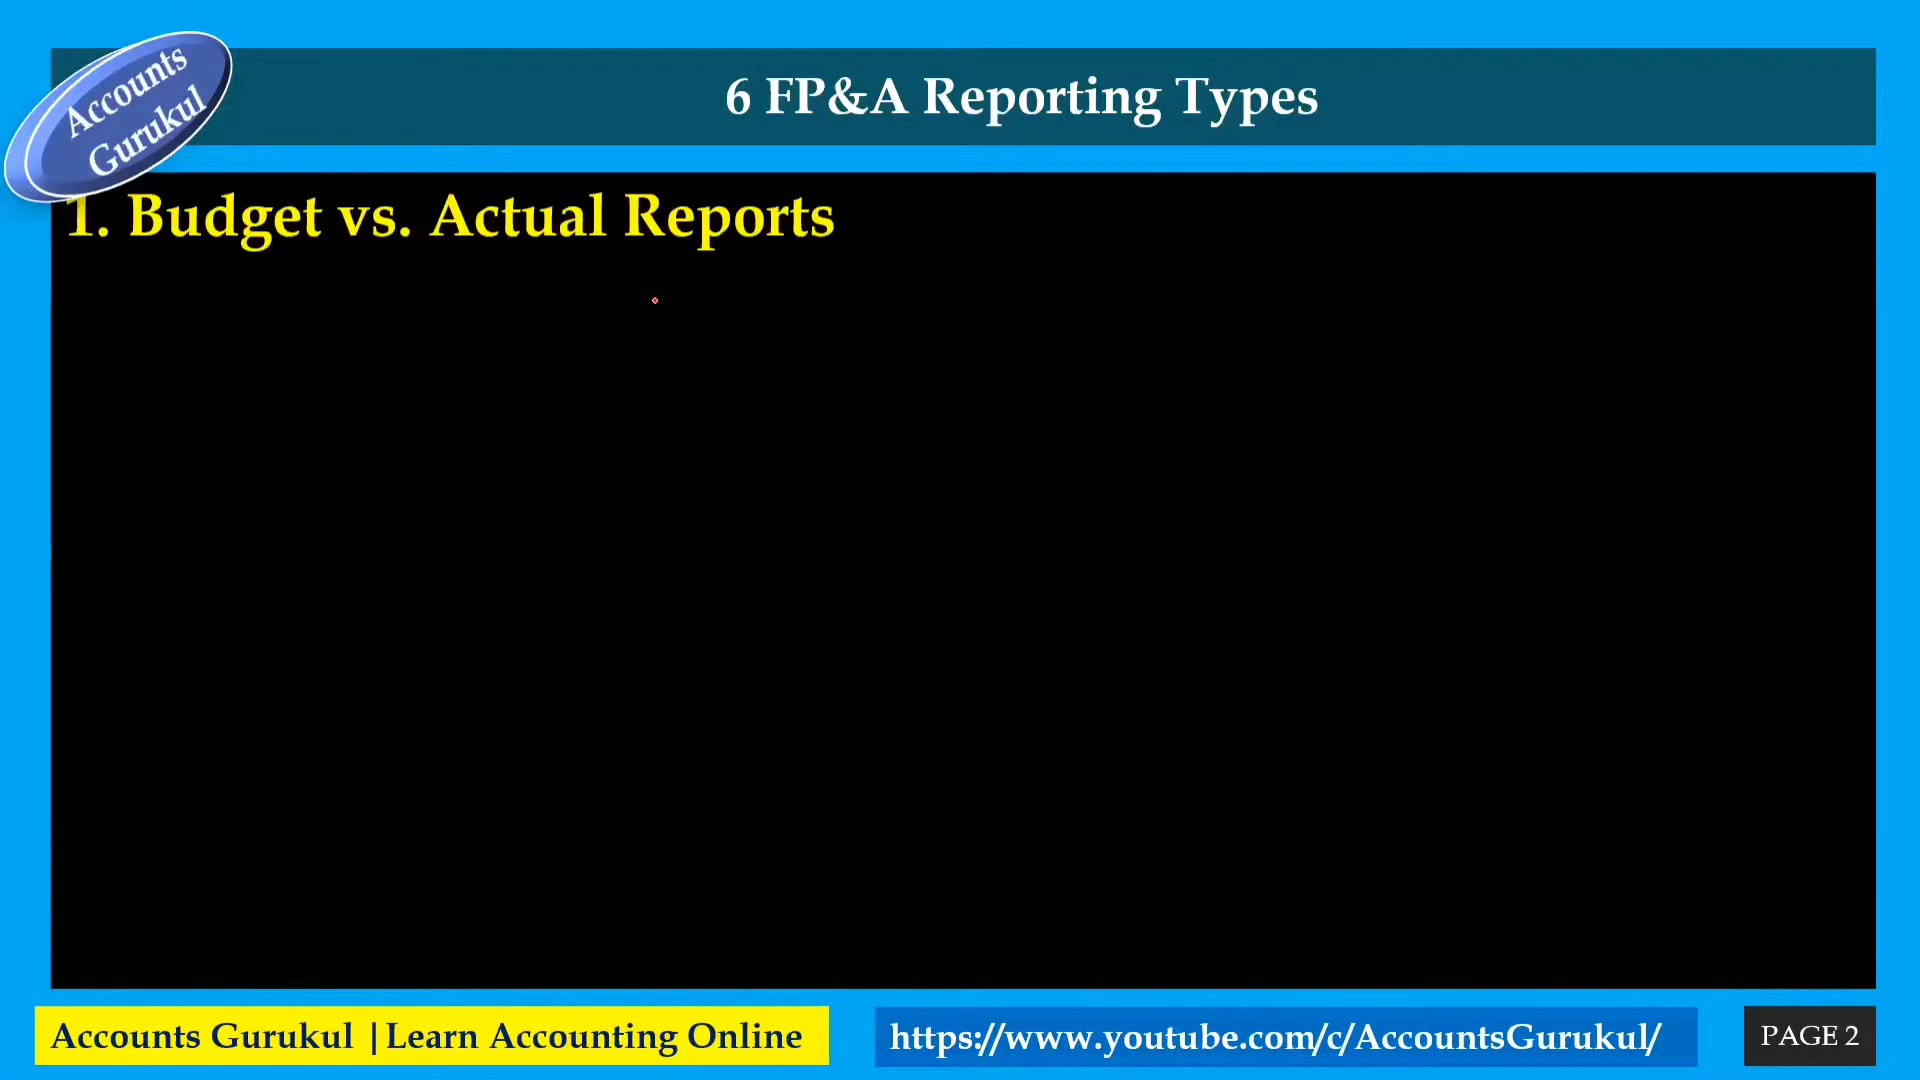 Accounts
Gurukul
6 FP&A Reporting Types
1. Budget vs. Actual Reports
Accounts Gurukul | Learn Accounting Online
https://www.youtube.com/c/AccountsGurukul/
PAGE 2